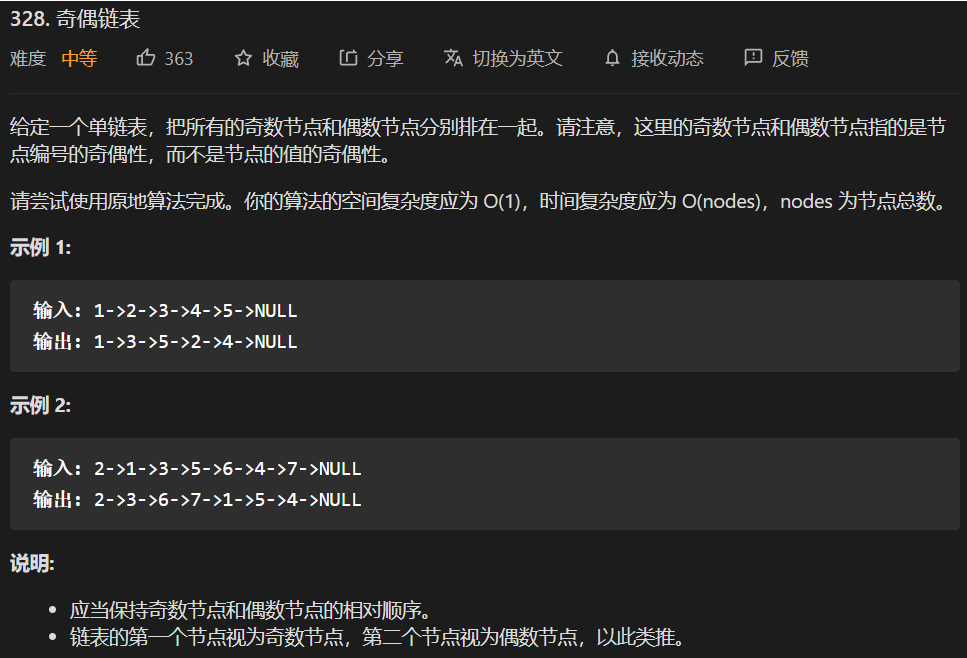 328. 奇偶链表
难度 中等 363 收藏 分享 切换为英文 接收动态 反馈
给定一个单链表，把所有的奇数节点和偶数节点分别排在一起。请注意，这里的奇数节点和偶数节点指的是节
点编号的奇偶性，而不是节点的值的奇偶性。
请尝试使用原地算法完成。你的算法的空间复杂度应为 O(1)，时间复杂度应为 O(nodes)，nodes 为节点总数。
示例 1:
输入: 1->2->3->4->5->NULL
输出: 1->3->5->2->4->NULL
示例 2:
输入: 2->1->3->5->6->4->7->NULL
输出: 2->3->6->7->1->5->4->NULL
说明:
• 应当保持奇数节点和偶数节点的相对顺序。
• 链表的第一个节点视为奇数节点，第二个节点视为偶数节点，以此类推。